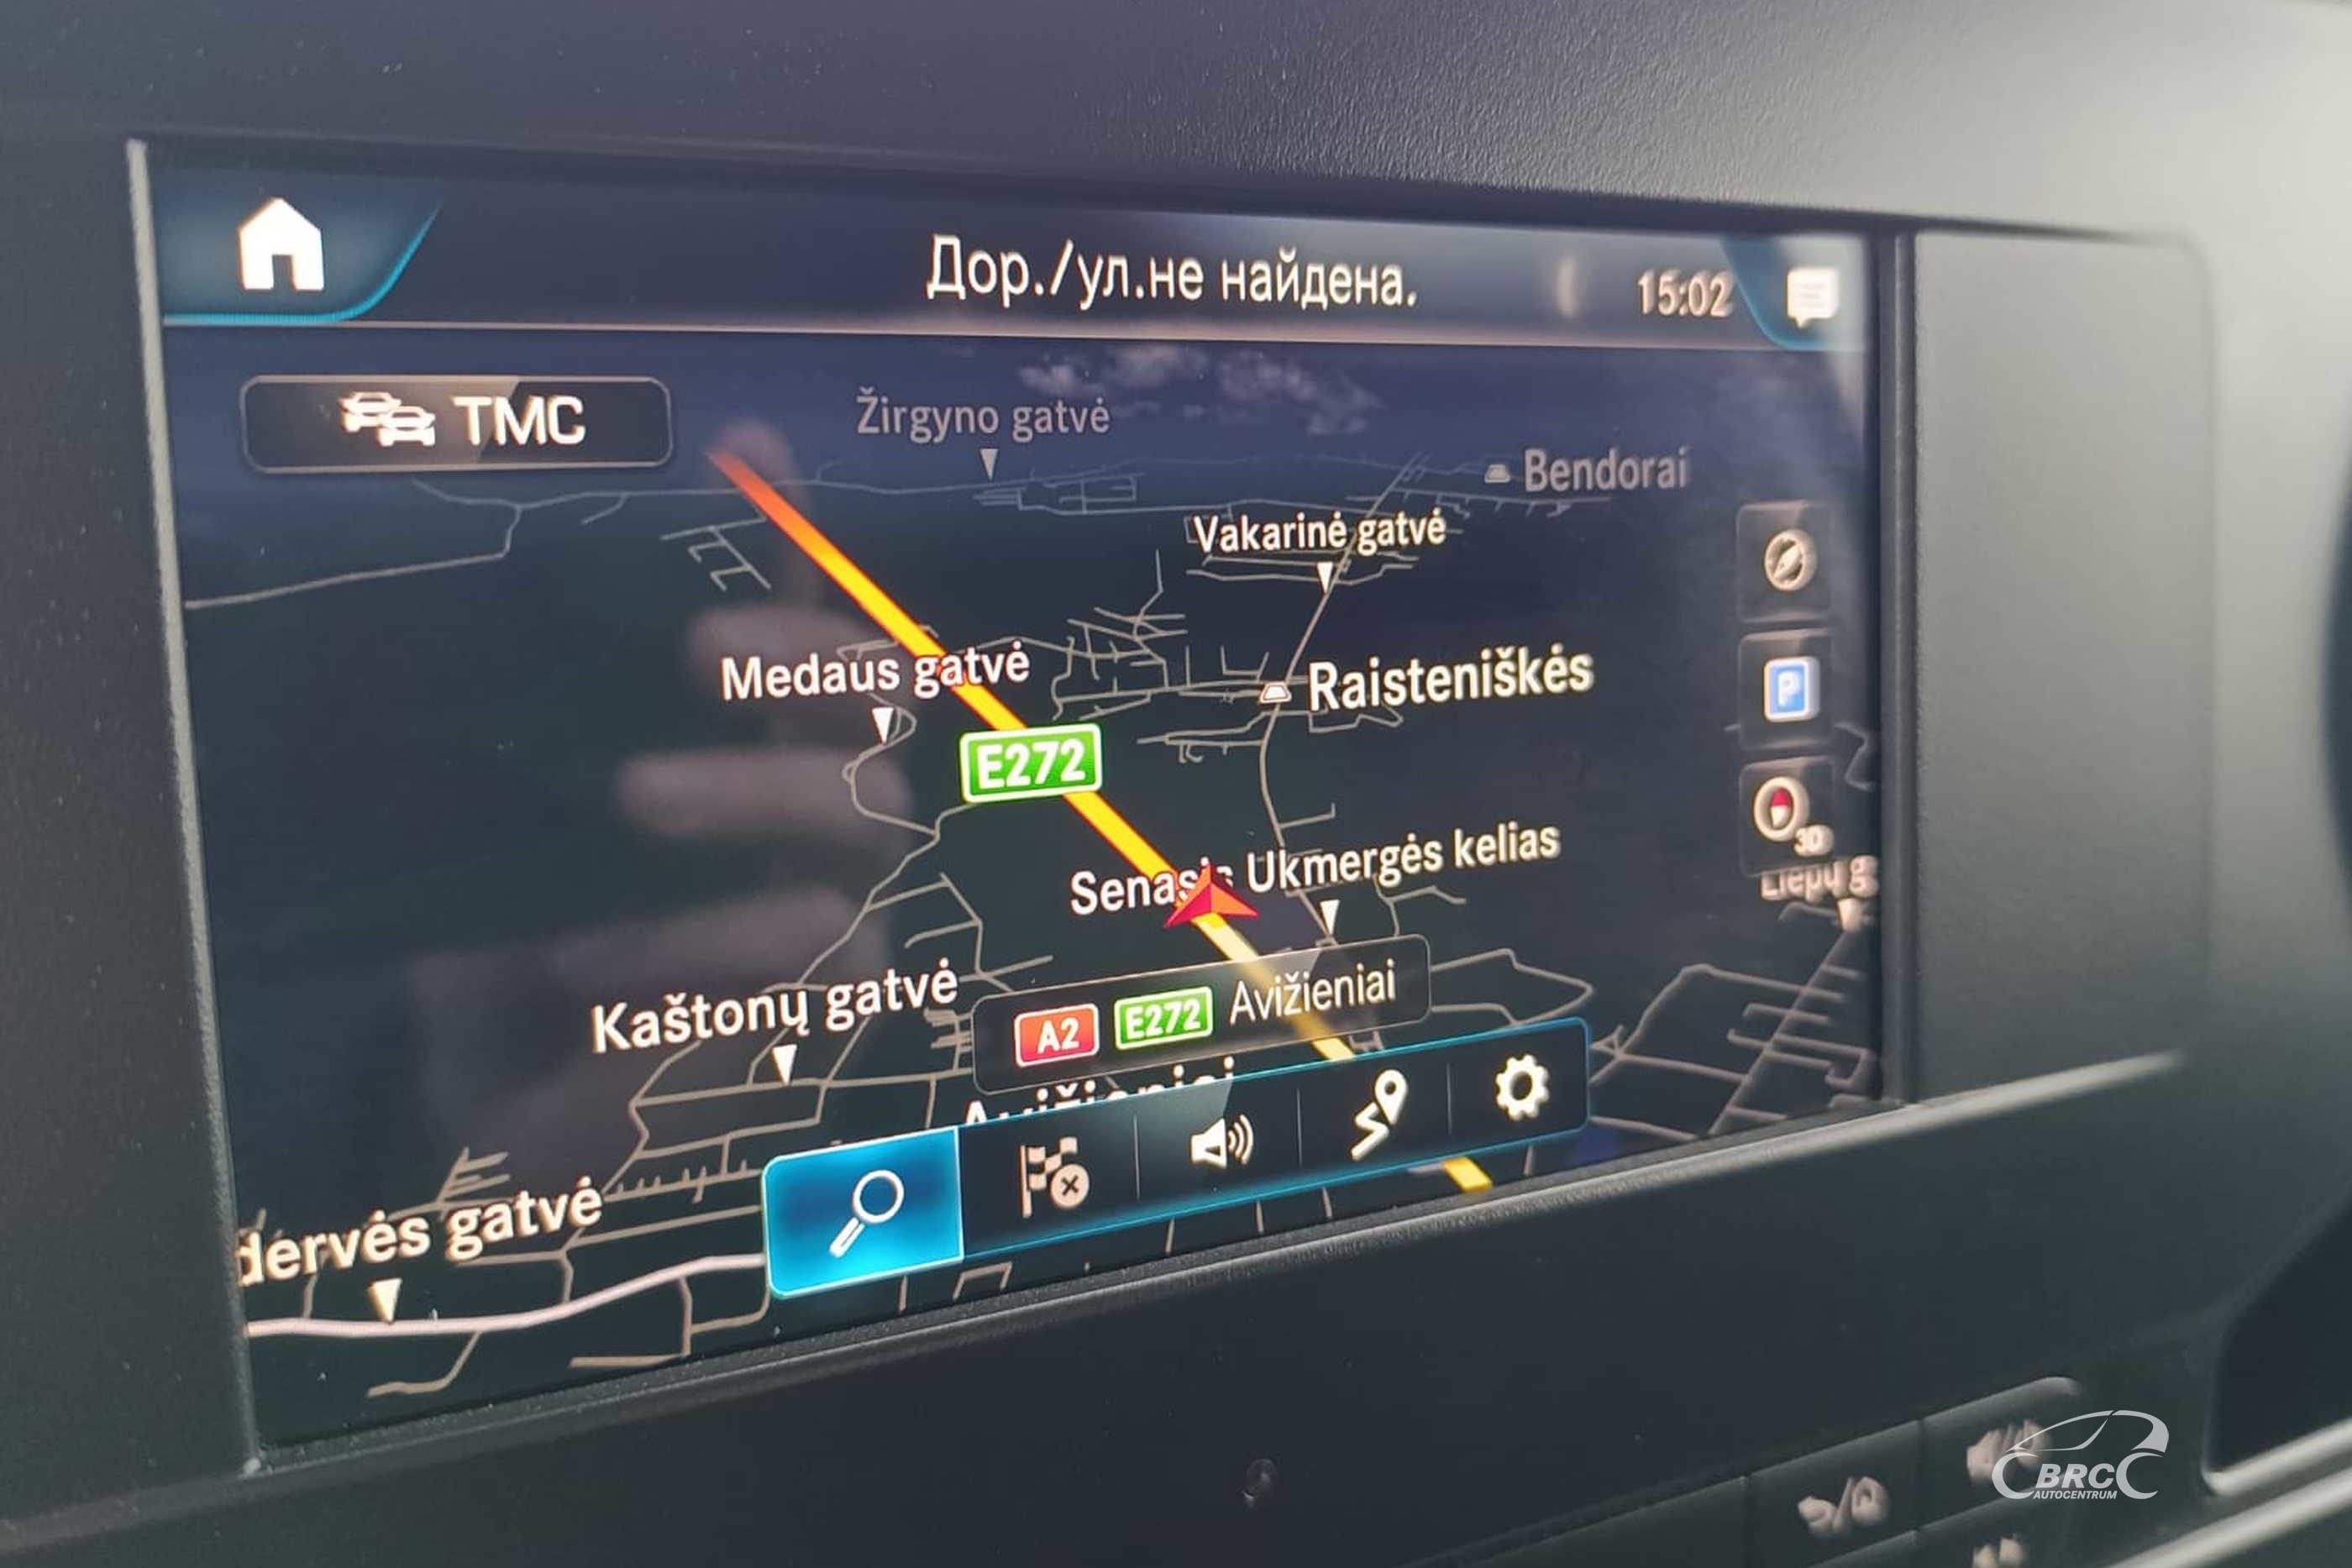 Дор./ул.не найдена.
15:02
TMC
Žirgyno gatvė
Bendorai
Vakarinė gatvė
Medaus gatvė
Raisteniškės
E272
Ukmergės kelias
3D
Kaštonų gatvė
A2 E272 Avižieniai
P
gatvė
BRC
AUTOCENTRUM